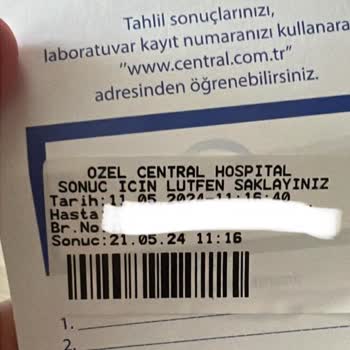 Tahlil sonuçlarınızı,
laboratuvar kayıt numaranızı kullanara
"www.central.com.tr"
adresinden öğrenebilirsiniz.
OZEL CENTRAL HOSPITAL
SONUC ICIN LUTFEN SAKLAYINIZ
Tarih:11.05.2024-11:16:40
Hasta
Br.No
Sonuc:21.05.24 11:16
1.
2.